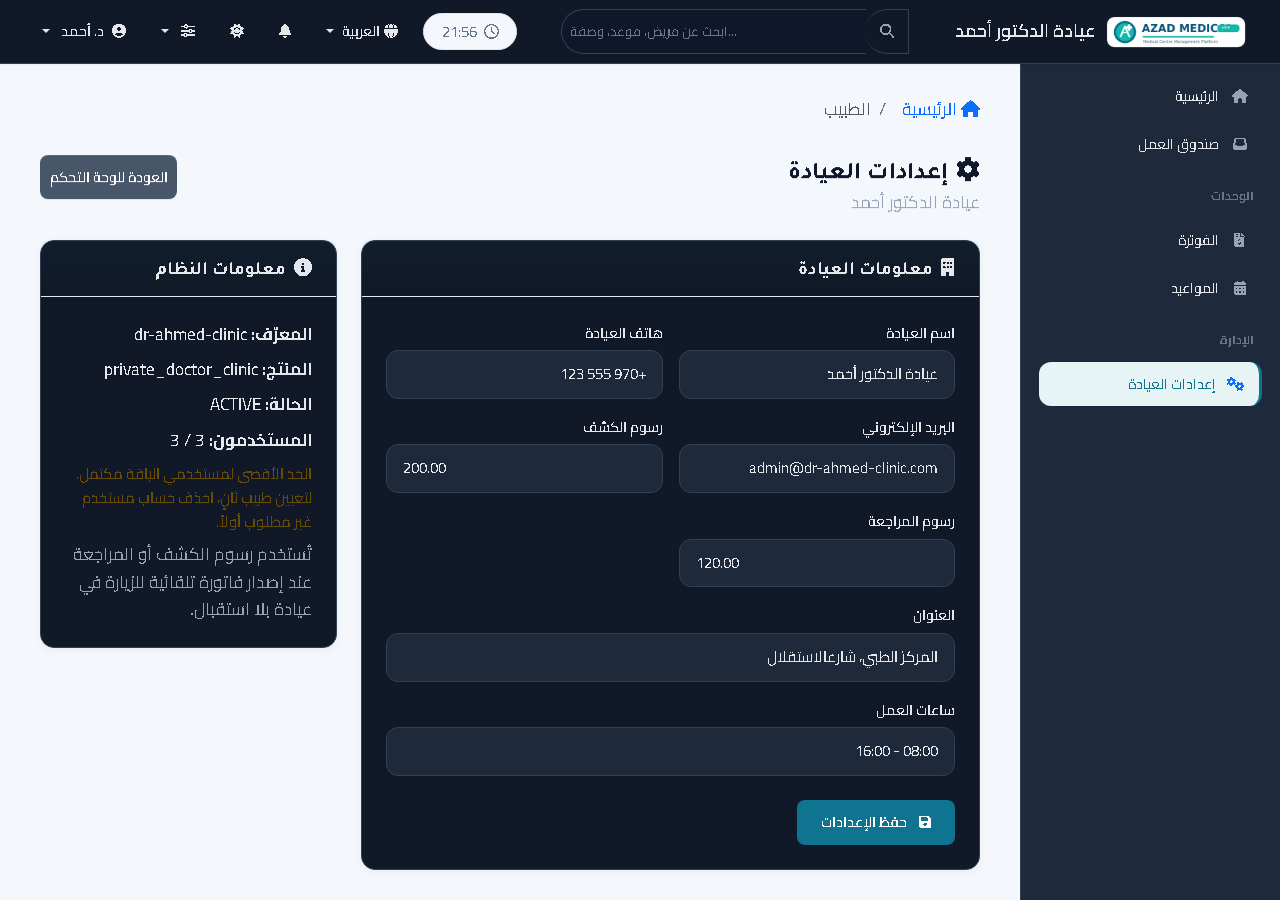 AZAD MEDIC
Medical Center Management Platform
عيادة الدكتور أحمد
ابحث عن مريض، موعد، وصفة...
21:56
العربية
د. أحمد
الرئيسية
صندوق العمل
الوحدات
الفوترة
المواعيد
الإدارة
إعدادات العيادة
الرئيسية / الطبيب
إعدادات العيادة
عيادة الدكتور أحمد
العودة للوحة التحكم
معلومات العيادة
اسم العيادة
عيادة الدكتور أحمد
هاتف العيادة
+970 555 123
البريد الإلكتروني
admin@dr-ahmed-clinic.com
رسوم الكشف
200.00
رسوم المراجعة
120.00
العنوان
المركز الطبي، شارعالاستقلال
ساعات العمل
08:00 - 16:00
حفظ الإعدادات
معلومات النظام
المعرّف: dr-ahmed-clinic
المنتج: private_doctor_clinic
الحالة: ACTIVE
المستخدمون: 3 / 3
الحد الأقصى لمستخدمي الباقة مكتمل.
لتعيين طبيب ثانٍ، احذف حساب مستخدم
غير مطلوب أولاً.
تُستخدم رسوم الكشف أو المراجعة
عند إصدار فاتورة تلقائية للزيارة في
عيادة بلا استقبال.